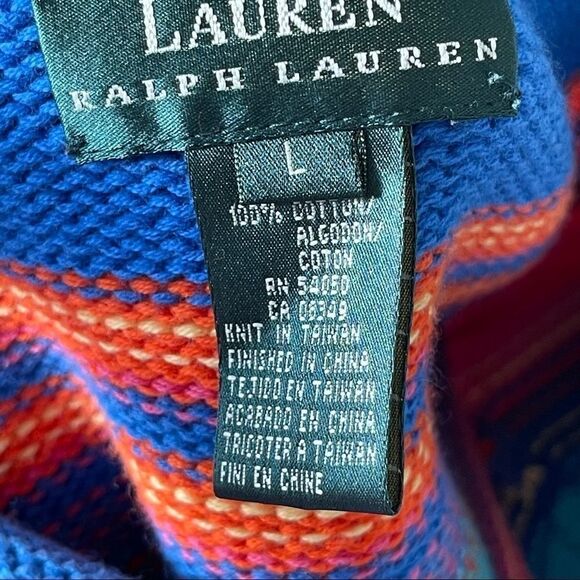 LAUREN
RALPH LAUREN
L
100% COTTON/
ALGODON/
COTON
RN 54050
CA 06349
KNIT IN TAIWAN
FINISHED IN CHINA
TEJIDO EN TAIWAN
ACABADO EN CHINA
TRICOTER A TAIWAN
FINI EN CHINE